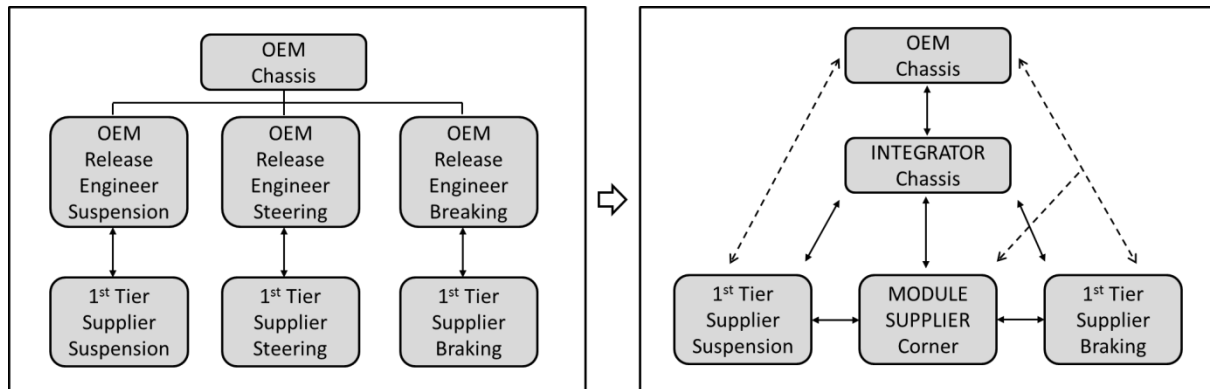 OEM
Chassis
OEM
Release
Engineer
Suspension
OEM
Release
Engineer
Steering
OEM
Release
Engineer
Breaking
1st Tier
Supplier
Suspension
1st Tier
Supplier
Steering
1st Tier
Supplier
Braking
OEM
Chassis
INTEGRATOR
Chassis
1st Tier
Supplier
Suspension
MODULE
SUPPLIER
Corner
1st Tier
Supplier
Braking